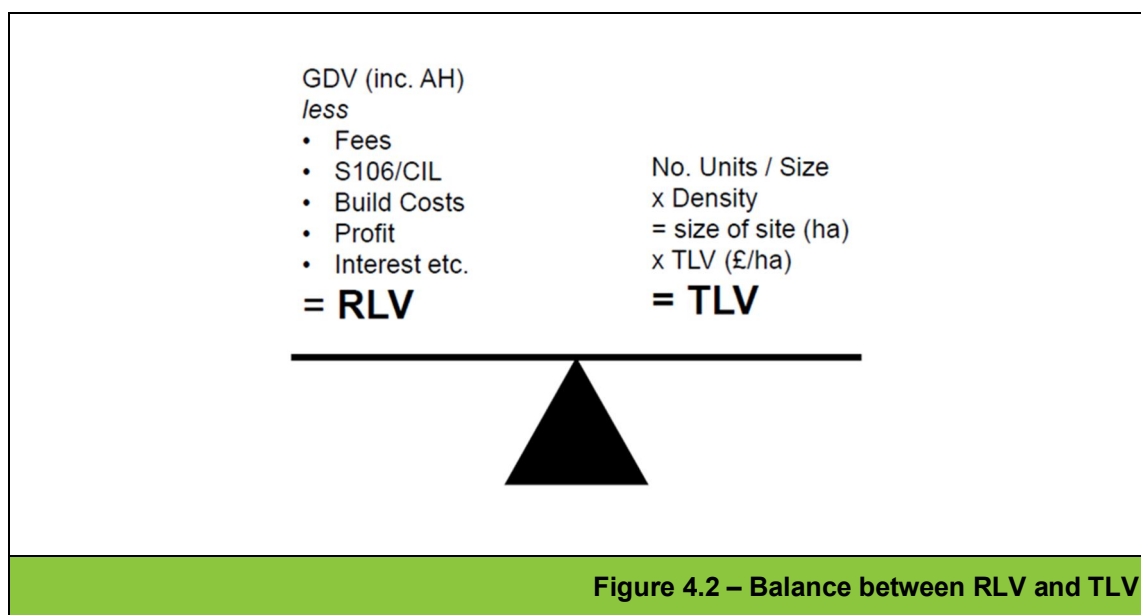 GDV (inc. AH)
less
• Fees
• S106/CIL
• Build Costs
• Profit
• Interest etc.
= RLV
No. Units / Size
x Density
= size of site (ha)
x TLV (£/ha)
= TLV
Figure 4.2 – Balance between RLV and TLV